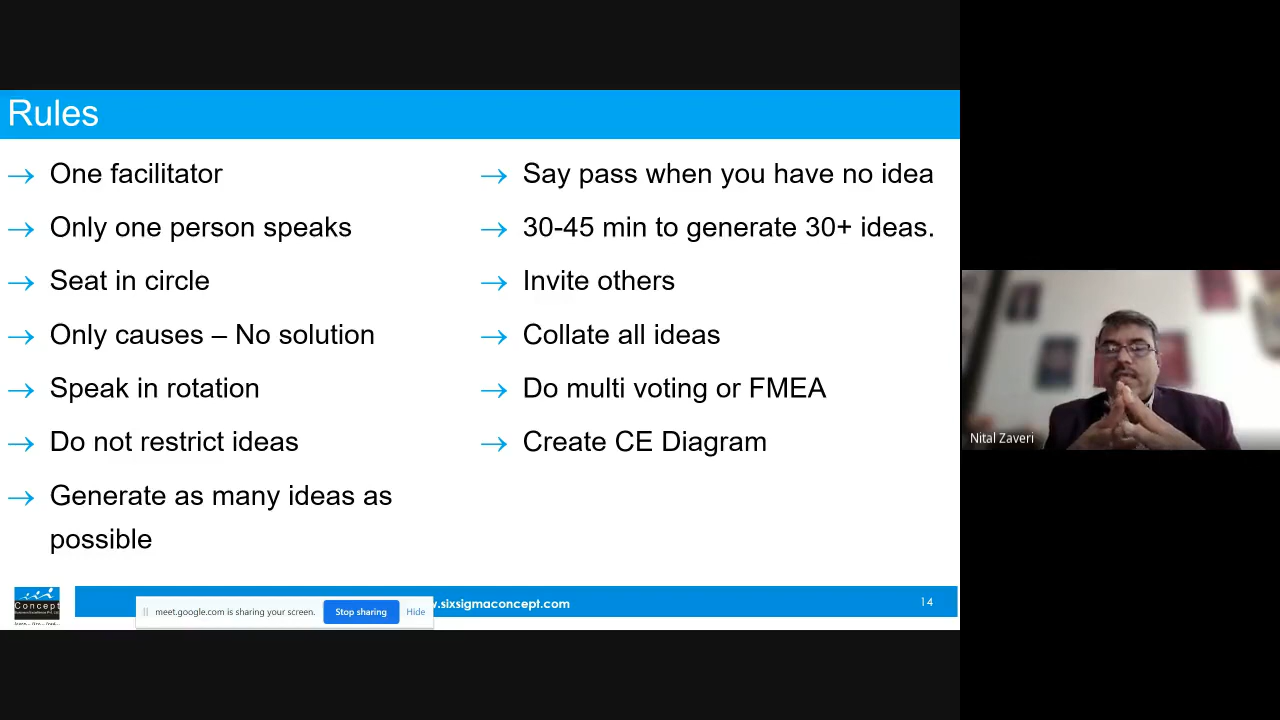 Rules
→ One facilitator
→ Only one person speaks
→ Seat in circle
→ Only causes – No solution
→ Speak in rotation
→ Do not restrict ideas
→ Generate as many ideas as
possible
→ Say pass when you have no idea
→ 30-45 min to generate 30+ ideas.
→ Invite others
→ Collate all ideas
→ Do multi voting or FMEA
→ Create CE Diagram
Nital Zaveri
Concept
meet.google.com is sharing your screen. Stop sharing Hide
.sixsigmaconcept.com
14